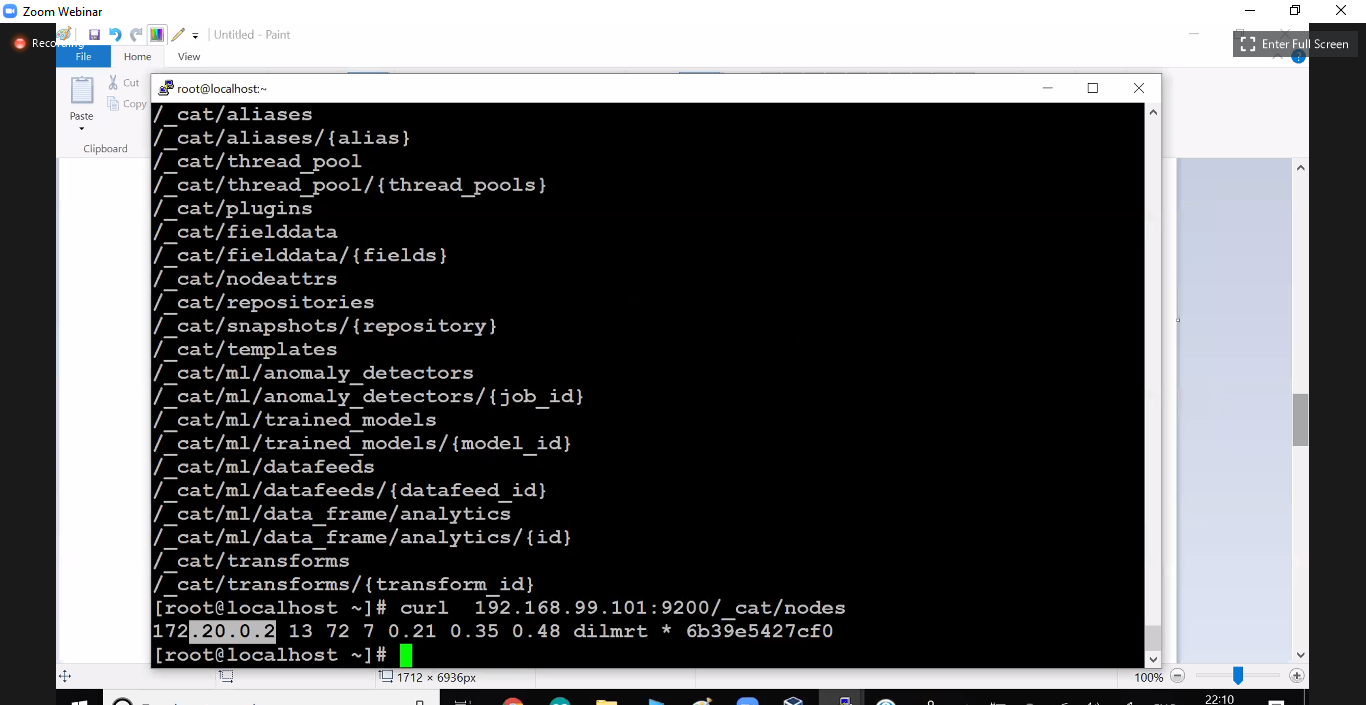 Zoom Webinar
Recording
Untitled - Paint
Enter Full Screen
File
Home
View
Cut
Copy
Paste
Clipboard
root@localhost:~
/_cat/aliases
/_cat/aliases/{alias}
/_cat/thread_pool
/_cat/thread_pool/{thread_pools}
/_cat/plugins
/_cat/fielddata
/_cat/fielddata/{fields}
/_cat/nodeattrs
/_cat/repositories
/_cat/snapshots/{repository}
/_cat/templates
/_cat/ml/anomaly_detectors
/_cat/ml/anomaly_detectors/{job_id}
/_cat/ml/trained_models
/_cat/ml/trained_models/{model_id}
/_cat/ml/datafeeds
/_cat/ml/datafeeds/{datafeed_id}
/_cat/ml/data_frame/analytics
/_cat/ml/data_frame/analytics/{id}
/_cat/transforms
/_cat/transforms/{transform_id}
[root@localhost ~]# curl  192.168.99.101:9200/_cat/nodes
172.20.0.2 13 72 7 0.21 0.35 0.48 dilmrt * 6b39e5427cf0
[root@localhost ~]#
1712 × 6936px
100%
22:10